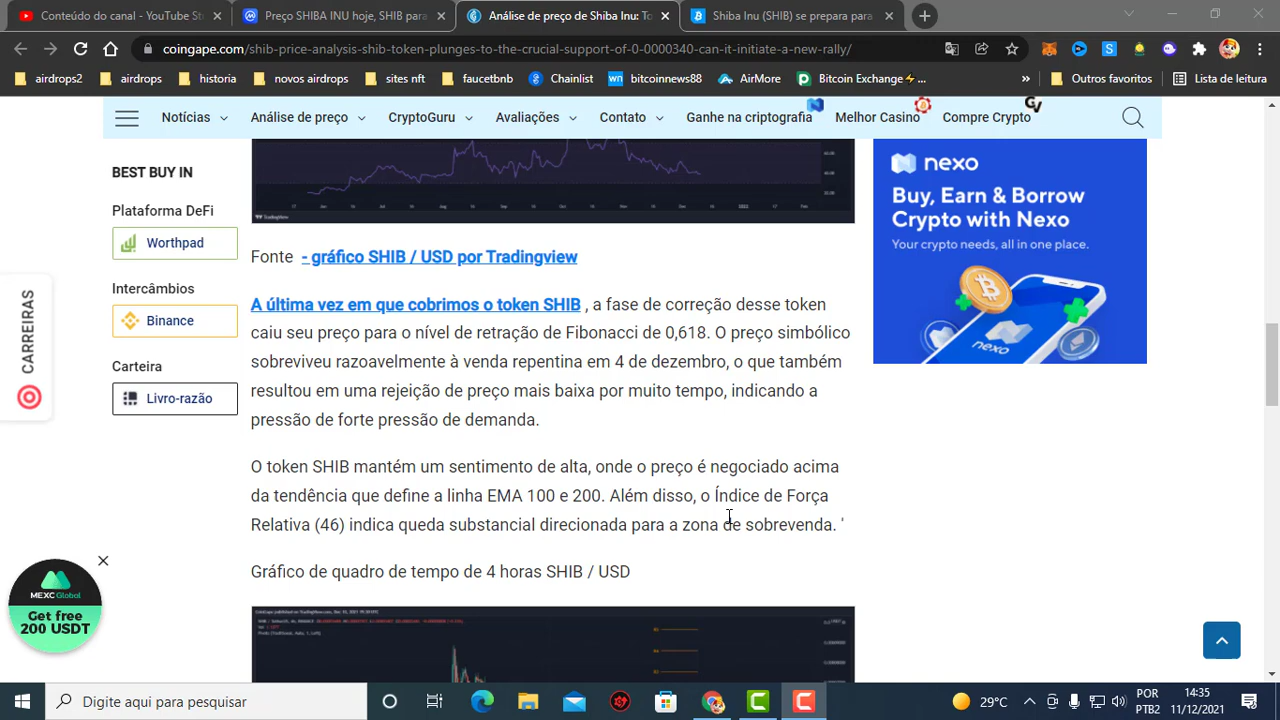 Conteúdo do canal - YouTube St
Preço SHIBA INU hoje, SHIB para
Análise de preço de Shiba Inu: To
Shiba Inu (SHIB) se prepara para
coingape.com/shib-price-analysis-shib-token-plunges-to-the-crucial-support-of-0-0000340-can-it-initiate-a-new-rally/
airdrops2
airdrops
historia
novos airdrops
sites nft
faucetbnb
Chainlist
bitcoinnews88
AirMore
Bitcoin Exchange⚡...
»
Outros favoritos
Lista de leitura
Notícias
Análise de preço
CryptoGuru
Avaliações
Contato
Ganhe na criptografia
Melhor Casino
Compre Crypto
BEST BUY IN
Plataforma DeFi
Worthpad
Intercâmbios
Binance
Carteira
Livro-razão
CARREIRAS
MEXC Global
Get free
200 USDT
TradingView
Fonte - gráfico SHIB / USD por Tradingview
A última vez em que cobrimos o token SHIB , a fase de correção desse token
caiu seu preço para o nível de retração de Fibonacci de 0,618. O preço simbólico
sobreviveu razoavelmente à venda repentina em 4 de dezembro, o que também
resultou em uma rejeição de preço mais baixa por muito tempo, indicando a
pressão de forte pressão de demanda.
O token SHIB mantém um sentimento de alta, onde o preço é negociado acima
da tendência que define a linha EMA 100 e 200. Além disso, o Índice de Força
Relativa (46) indica queda substancial direcionada para a zona de sobrevenda. '
Gráfico de quadro de tempo de 4 horas SHIB / USD
nexo
Buy, Earn & Borrow
Crypto with Nexo
Your crypto needs, all in one place.
nexo
Digite aqui para pesquisar
29°C
POR
PTB2
14:35
11/12/2021